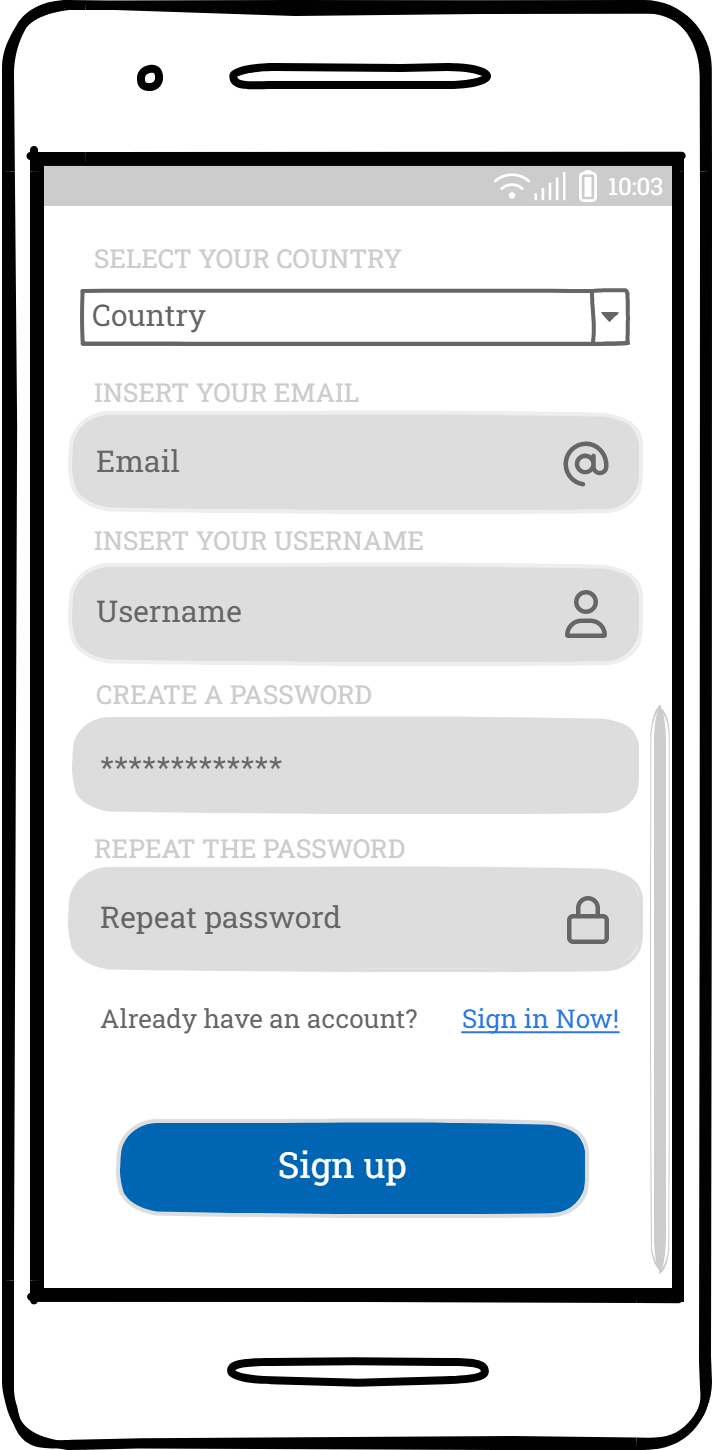 10:03
SELECT YOUR COUNTRY
Country
INSERT YOUR EMAIL
Email
INSERT YOUR USERNAME
Username
CREATE A PASSWORD
*************
REPEAT THE PASSWORD
Repeat password
Already have an account? Sign in Now!
Sign up